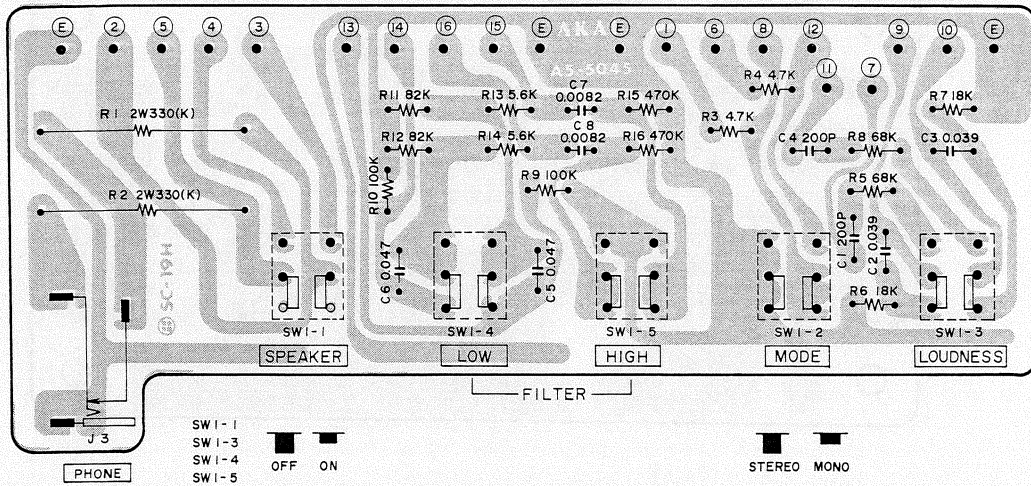 E 2 5 4 3 13 14 16 15 E E 1 6 8 12 9 10 E
AKA
A5-5045
11 7
C7
0.0082
R4 4.7K
R11 82K R13 5.6K R15 470K R7 18K
R1 2W330(K)
R3 4.7K
C8
0.0082
R12 82K R14 5.6K R16 470K C4 200P R8 68K C3 0.039
R10 100K
R9 100K
R5 68K
R2 2W330(K)
C1 200P
C2 0.039
C6 0.047
C5 0.047
SC-19H
R6 18K
SW1-1 SW1-4 SW1-5 SW1-2 SW1-3
SPEAKER LOW HIGH MODE LOUDNESS
FILTER
J3
PHONE
SW1-1
SW1-3
SW1-4
SW1-5
OFF ON
STEREO MONO